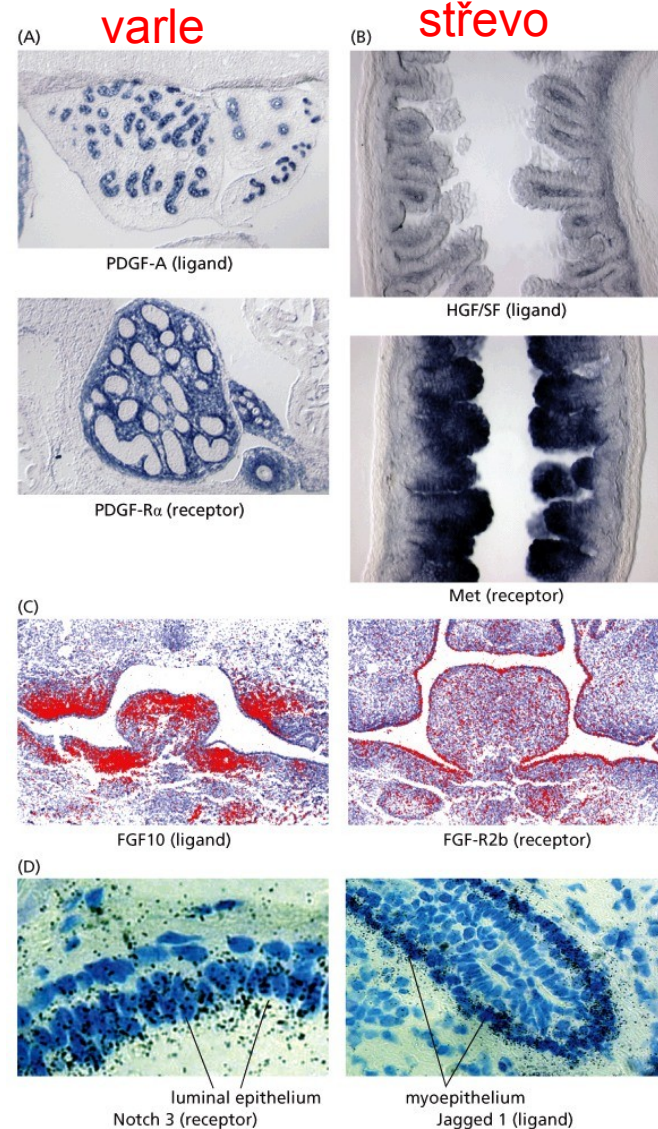 varle
střevo
(A)
(B)
PDGF-A (ligand)
HGF/SF (ligand)
PDGF-Rα (receptor)
Met (receptor)
(C)
FGF10 (ligand)
FGF-R2b (receptor)
(D)
luminal epithelium
Notch 3 (receptor)
myoepithelium
Jagged 1 (ligand)